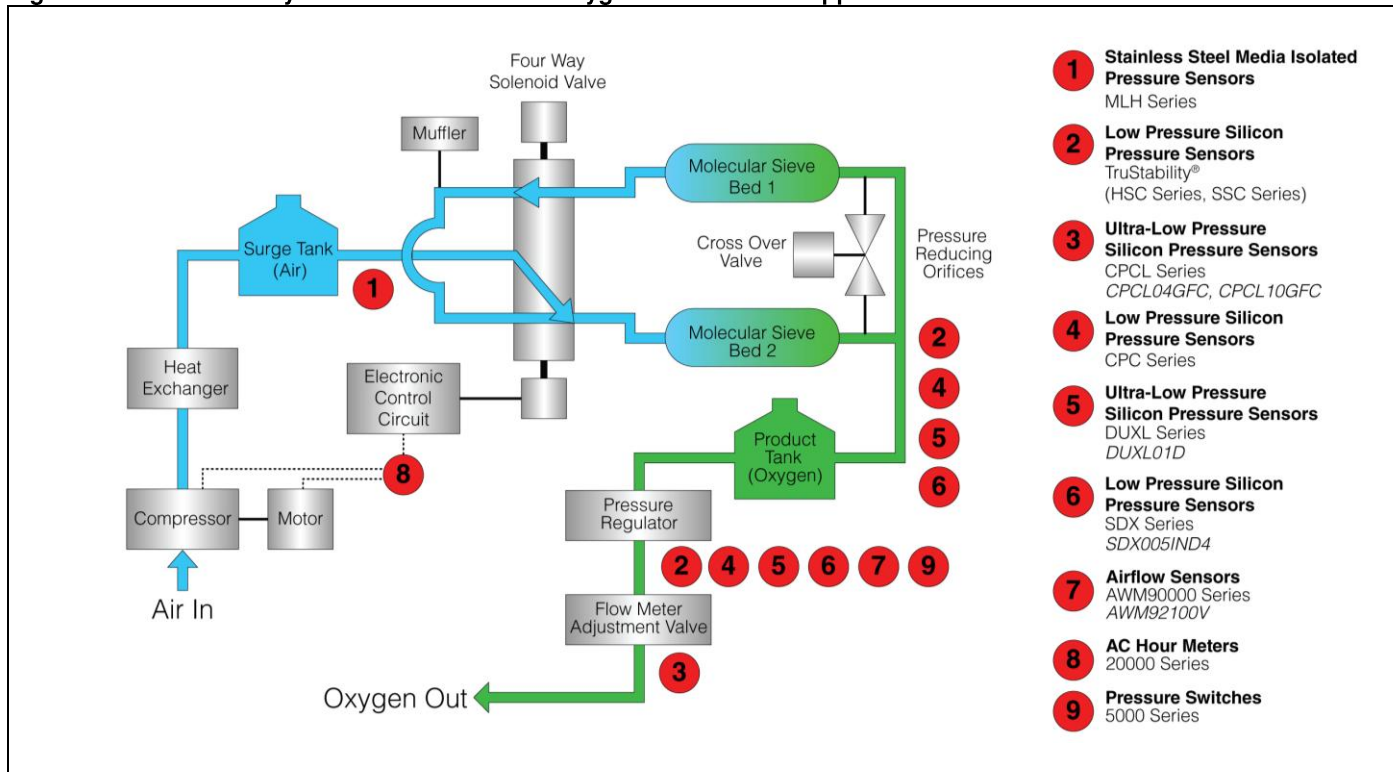 Four Way
Solenoid Valve
Muffler
Molecular Sieve
Bed 1
Surge Tank
(Air)
Cross Over
Valve
Pressure
Reducing
Orifices
1
Molecular Sieve
Bed 2
2
Heat
Exchanger
Electronic
Control
Circuit
4
Product
Tank
(Oxygen)
5
8
6
Compressor
Motor
Pressure
Regulator
2 4 5 6 7 9
Air In
Flow Meter
Adjustment Valve
3
Oxygen Out
1
Stainless Steel Media Isolated
Pressure Sensors
MLH Series
2
Low Pressure Silicon
Pressure Sensors
TruStability®
(HSC Series, SSC Series)
3
Ultra-Low Pressure
Silicon Pressure Sensors
CPCL Series
CPCL04GFC, CPCL10GFC
4
Low Pressure Silicon
Pressure Sensors
CPC Series
5
Ultra-Low Pressure
Silicon Pressure Sensors
DUXL Series
DUXL01D
6
Low Pressure Silicon
Pressure Sensors
SDX Series
SDX005IND4
7
Airflow Sensors
AWM90000 Series
AWM92100V
8
AC Hour Meters
20000 Series
9
Pressure Switches
5000 Series